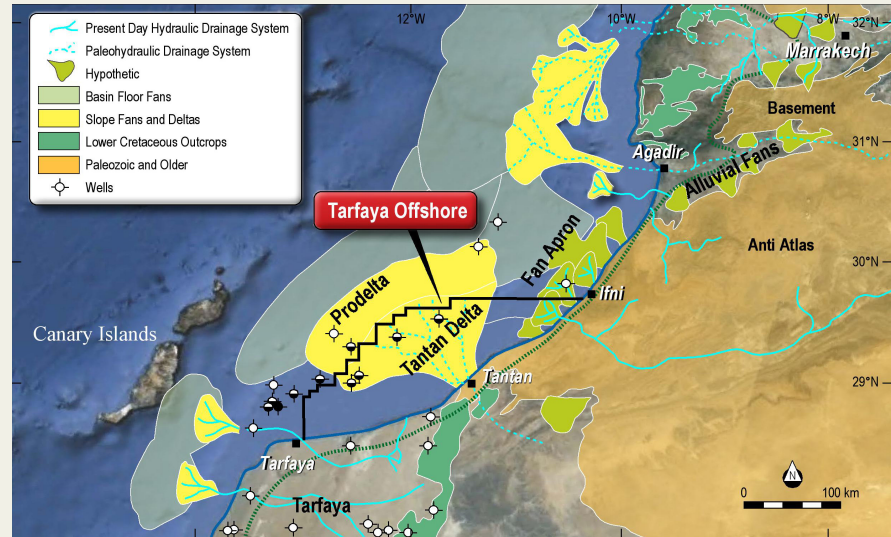 Present Day Hydraulic Drainage System
Paleohydraulic Drainage System
Hypothetic
Basin Floor Fans
Slope Fans and Deltas
Lower Cretaceous Outcrops
Paleozoic and Older
Wells
12°W
10°W
8°W
32°N
Marrakech
Basement
31°N
Agadir
Alluvial Fans
Tarfaya Offshore
Fan Apron
Anti Atlas
30°N
Prodelta
Ifni
Canary Islands
Tantan Delta
Tantan
29°N
Tarfaya
Tarfaya
N
0
100 km